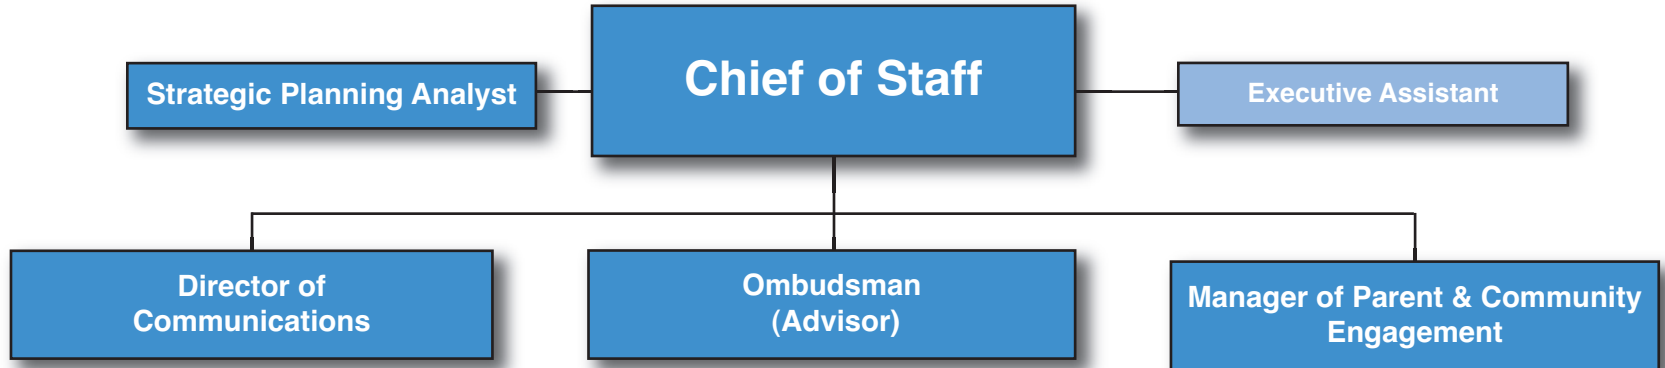 Chief of Staff
Strategic Planning Analyst
Executive Assistant
Director of
Communications
Ombudsman
(Advisor)
Manager of Parent & Community
Engagement